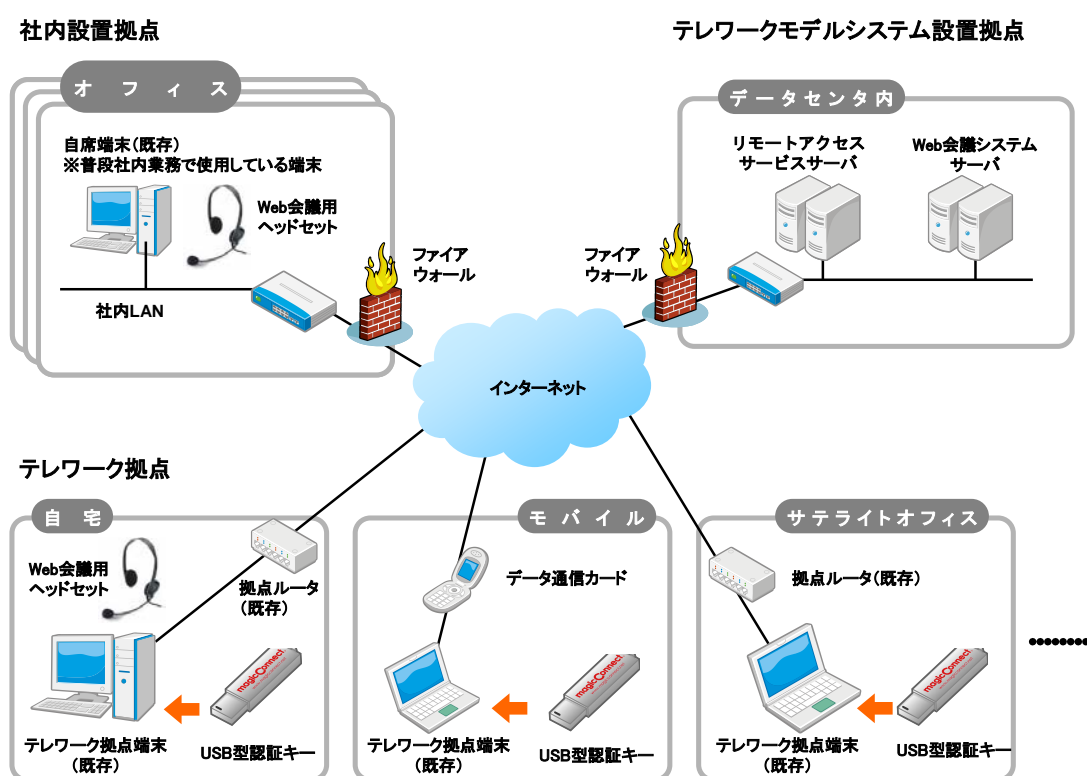 社内設置拠点
テレワークモデルシステム設置拠点
オフィス
自席端末(既存)
※普段社内業務で使用している端末
Web会議用
ヘッドセット
社内LAN
ファイア
ウォール
データセンタ内
リモートアクセス
サービスサーバ
Web会議システム
サーバ
ファイア
ウォール
インターネット
テレワーク拠点
自宅
Web会議用
ヘッドセット
拠点ルータ
(既存)
magicConnect
テレワーク拠点端末
(既存)
USB型認証キー
モバイル
データ通信カード
magicConnect
テレワーク拠点端末
(既存)
USB型認証キー
サテライトオフィス
拠点ルータ(既存)
magicConnect
テレワーク拠点端末
(既存)
USB型認証キー